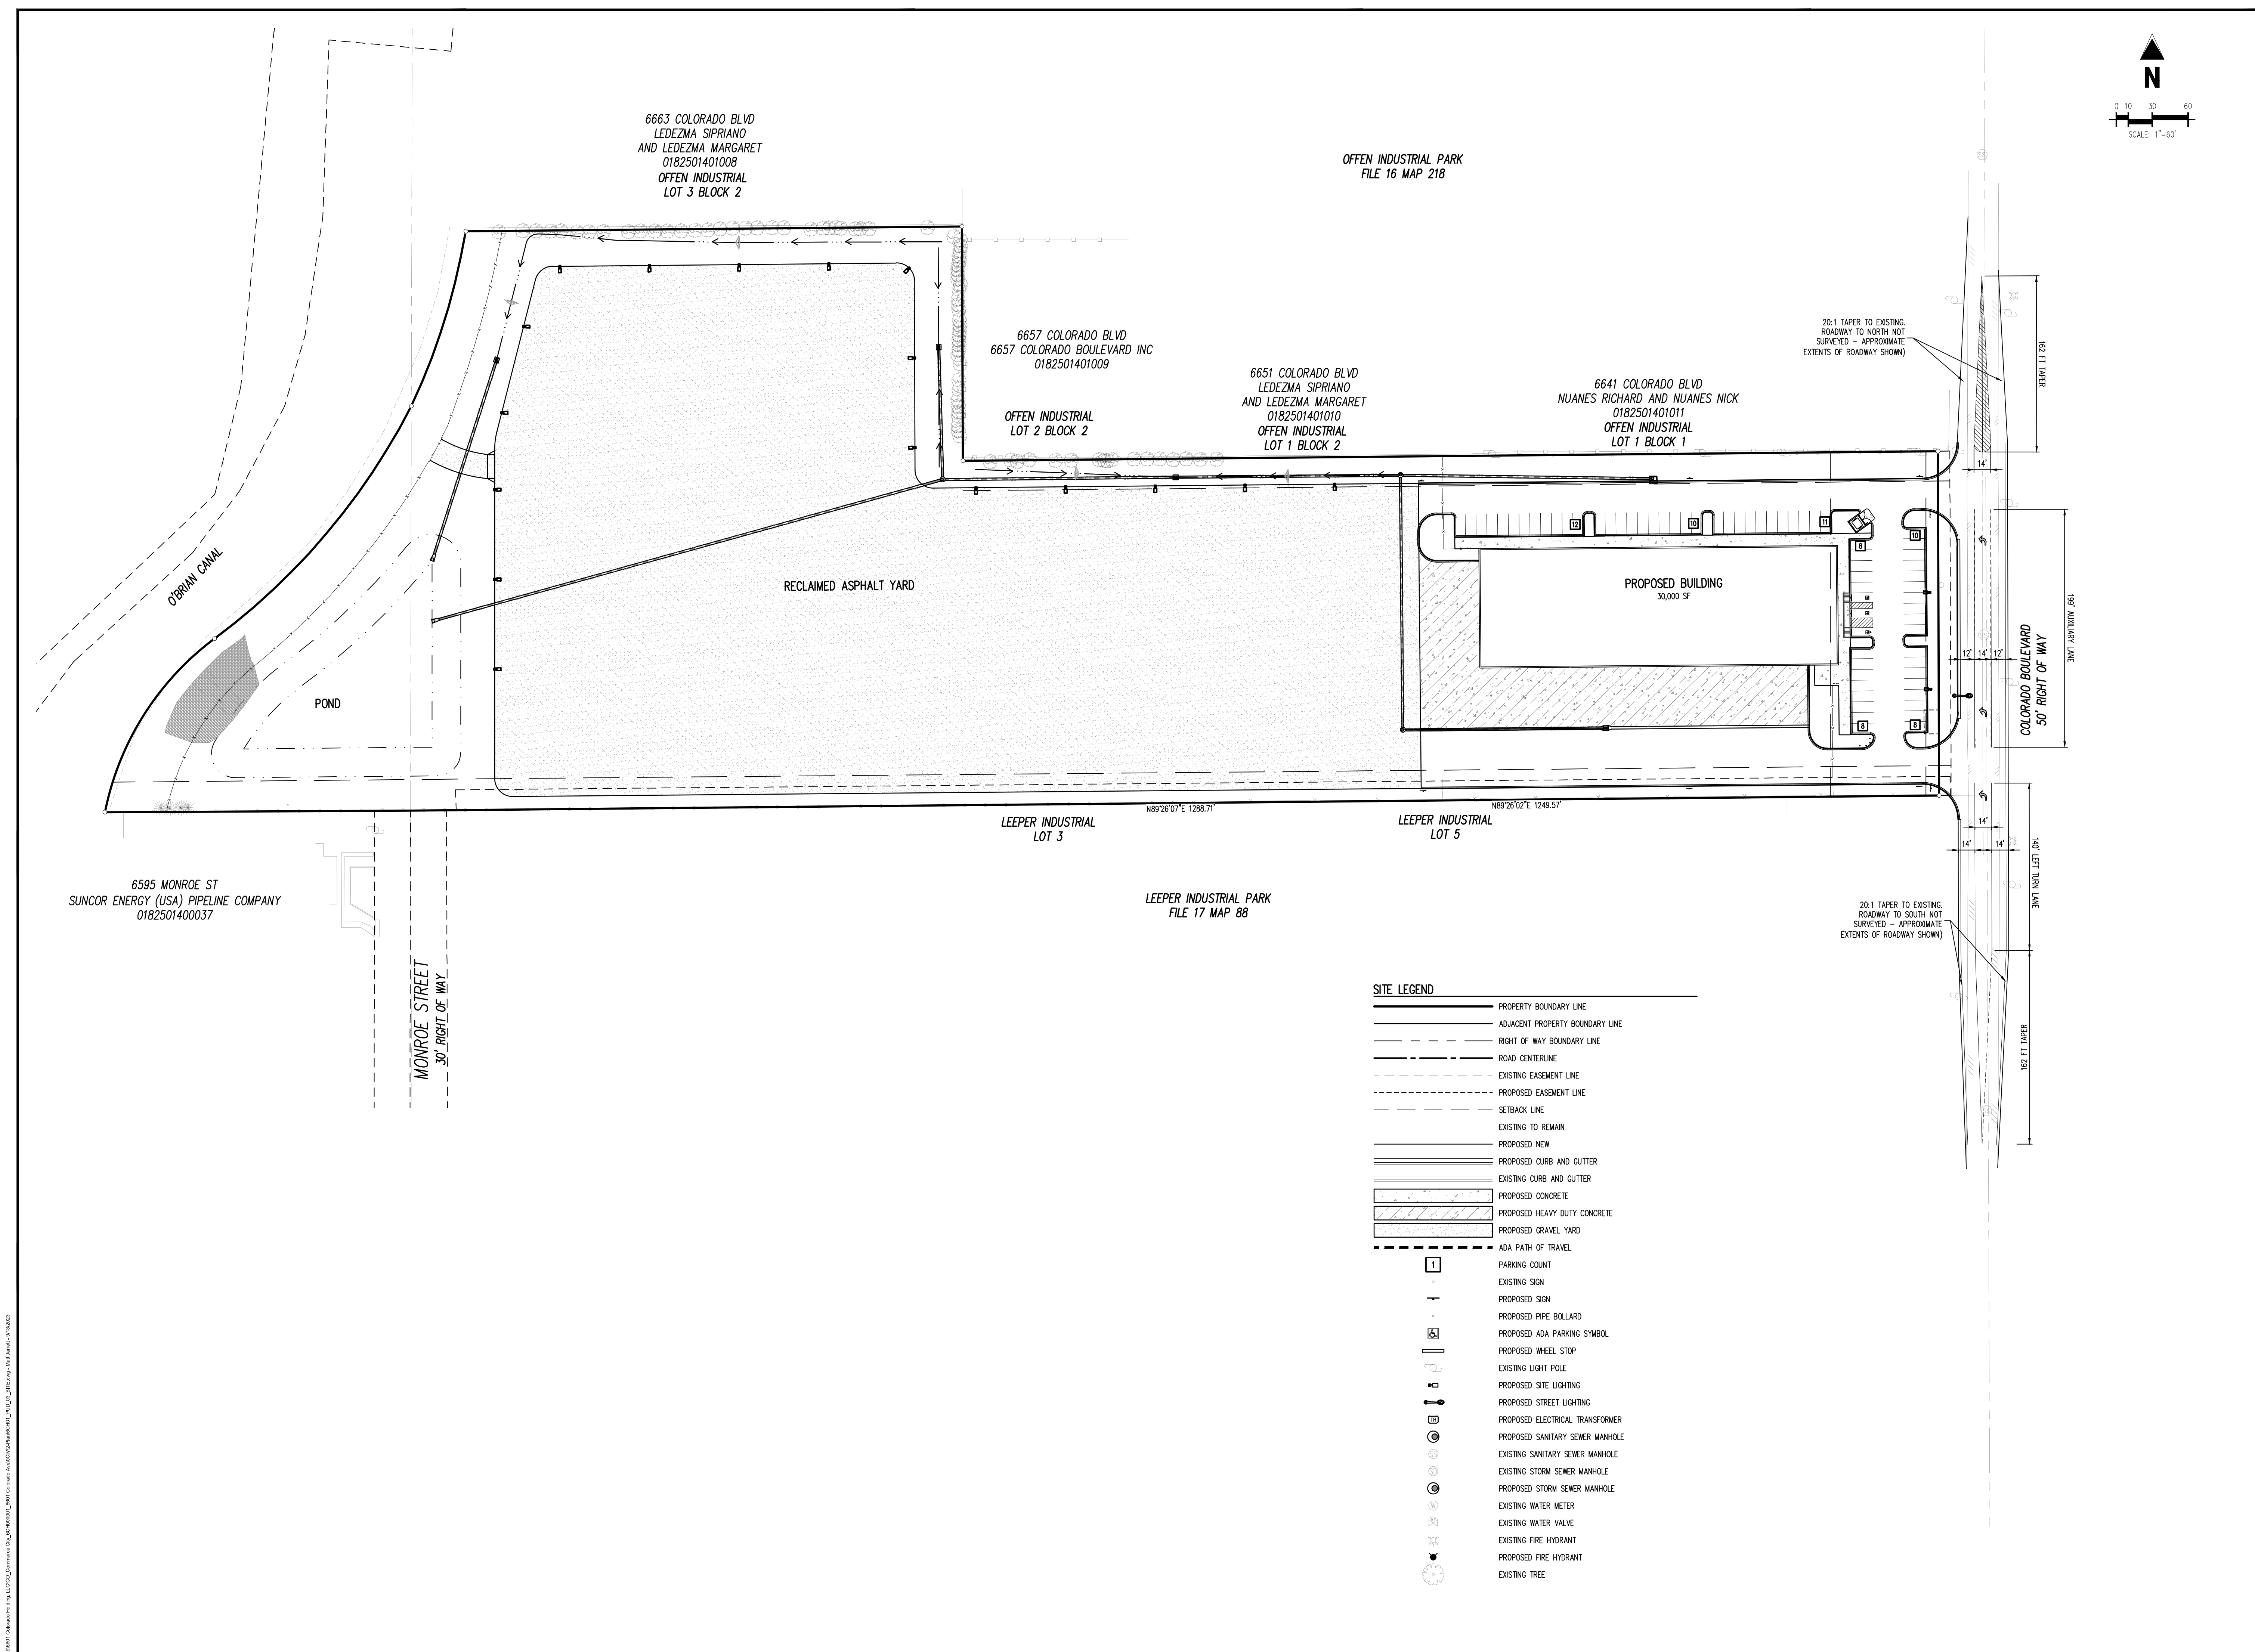 N
0 10 30 60
SCALE: 1"=60'
6663 COLORADO BLVD
LEDEZMA SIPRIANO
AND LEDEZMA MARGARET
0182501401008
OFFEN INDUSTRIAL
LOT 3 BLOCK 2
OFFEN INDUSTRIAL PARK
FILE 16 MAP 218
6657 COLORADO BLVD
6657 COLORADO BOULEVARD INC
0182501401009
OFFEN INDUSTRIAL
LOT 2 BLOCK 2
6651 COLORADO BLVD
LEDEZMA SIPRIANO
AND LEDEZMA MARGARET
0182501401010
OFFEN INDUSTRIAL
LOT 1 BLOCK 2
6641 COLORADO BLVD
NUANES RICHARD AND NUANES NICK
0182501401011
OFFEN INDUSTRIAL
LOT 1 BLOCK 1
20:1 TAPER TO EXISTING.
ROADWAY TO NORTH NOT
SURVEYED – APPROXIMATE
EXTENTS OF ROADWAY SHOWN)
162 FT TAPER
14'
12
10
11
8
10
8
8
O'BRIAN CANAL
RECLAIMED ASPHALT YARD
PROPOSED BUILDING
30,000 SF
POND
199' AUXILIARY LANE
12'
14'
12'
COLORADO BOULEVARD
50' RIGHT OF WAY
N89°26'07"E 1288.71'
N89°26'02"E 1249.57'
LEEPER INDUSTRIAL
LOT 3
LEEPER INDUSTRIAL
LOT 5
14'
14'
14'
140' LEFT TURN LANE
6595 MONROE ST
SUNCOR ENERGY (USA) PIPELINE COMPANY
0182501400037
LEEPER INDUSTRIAL PARK
FILE 17 MAP 88
20:1 TAPER TO EXISTING.
ROADWAY TO SOUTH NOT
SURVEYED – APPROXIMATE
EXTENTS OF ROADWAY SHOWN)
MONROE STREET
30' RIGHT OF WAY
162 FT TAPER
SITE LEGEND
PROPERTY BOUNDARY LINE
ADJACENT PROPERTY BOUNDARY LINE
RIGHT OF WAY BOUNDARY LINE
ROAD CENTERLINE
EXISTING EASEMENT LINE
PROPOSED EASEMENT LINE
SETBACK LINE
EXISTING TO REMAIN
PROPOSED NEW
PROPOSED CURB AND GUTTER
EXISTING CURB AND GUTTER
PROPOSED CONCRETE
PROPOSED HEAVY DUTY CONCRETE
PROPOSED GRAVEL YARD
ADA PATH OF TRAVEL
1 PARKING COUNT
EXISTING SIGN
PROPOSED SIGN
PROPOSED PIPE BOLLARD
PROPOSED ADA PARKING SYMBOL
PROPOSED WHEEL STOP
EXISTING LIGHT POLE
PROPOSED SITE LIGHTING
PROPOSED STREET LIGHTING
TR PROPOSED ELECTRICAL TRANSFORMER
PROPOSED SANITARY SEWER MANHOLE
EXISTING SANITARY SEWER MANHOLE
EXISTING STORM SEWER MANHOLE
PROPOSED STORM SEWER MANHOLE
W EXISTING WATER METER
EXISTING WATER VALVE
EXISTING FIRE HYDRANT
PROPOSED FIRE HYDRANT
EXISTING TREE